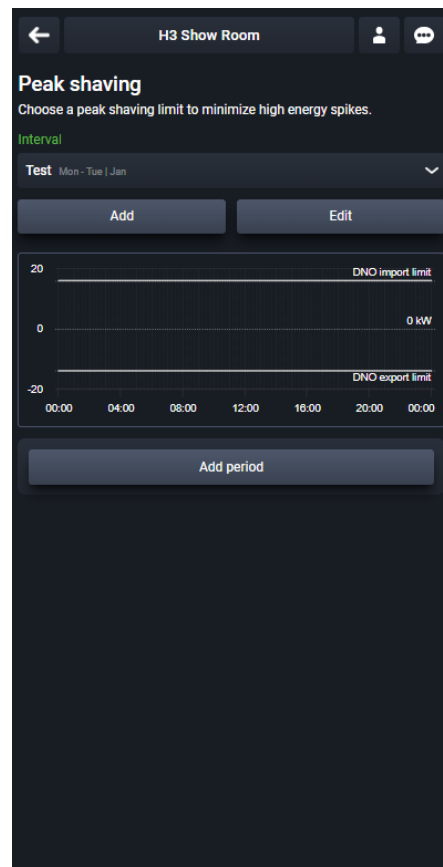 H3 Show Room
Peak shaving
Choose a peak shaving limit to minimize high energy spikes.
Interval
Test Mon - Tue | Jan
Add Edit
20
DNO import limit
0 kW
0
DNO export limit
-20
00:00 04:00 08:00 12:00 16:00 20:00 00:00
Add period